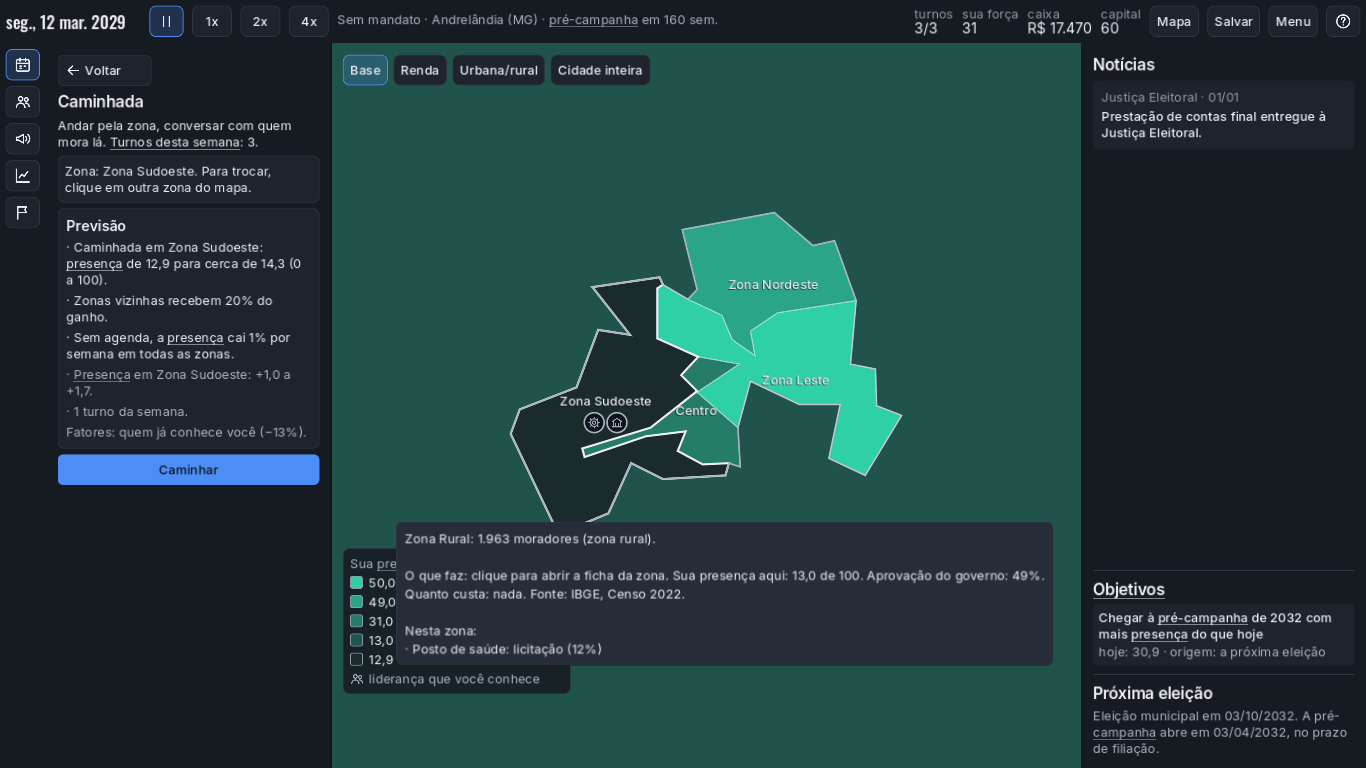 seg., 12 mar. 2029
1x
2x
4x
Sem mandato · Andrelândia (MG) · pré-campanha em 160 sem.
turnos
3/3
sua força
31
caixa
R$ 17.470
capital
60
Mapa
Salvar
Menu
Voltar
Caminhada
Andar pela zona, conversar com quem
mora lá. Turnos desta semana: 3.
Zona: Zona Sudoeste. Para trocar,
clique em outra zona do mapa.
Previsão
· Caminhada em Zona Sudoeste:
presença de 12,9 para cerca de 14,3 (0
a 100).
· Zonas vizinhas recebem 20% do
ganho.
· Sem agenda, a presença cai 1% por
semana em todas as zonas.
· Presença em Zona Sudoeste: +1,0 a
+1,7.
· 1 turno da semana.
Fatores: quem já conhece você (−13%).
Caminhar
Base
Renda
Urbana/rural
Cidade inteira
Zona Nordeste
Zona Leste
Zona Sudoeste
Centro
Sua pre
50,0
49,0
31,0
13,0
12,9
liderança que você conhece
Zona Rural: 1.963 moradores (zona rural).
O que faz: clique para abrir a ficha da zona. Sua presença aqui: 13,0 de 100. Aprovação do governo: 49%.
Quanto custa: nada. Fonte: IBGE, Censo 2022.
Nesta zona:
· Posto de saúde: licitação (12%)
Notícias
Justiça Eleitoral · 01/01
Prestação de contas final entregue à
Justiça Eleitoral.
Objetivos
Chegar à pré-campanha de 2032 com
mais presença do que hoje
hoje: 30,9 · origem: a próxima eleição
Próxima eleição
Eleição municipal em 03/10/2032. A pré-
campanha abre em 03/04/2032, no prazo
de filiação.